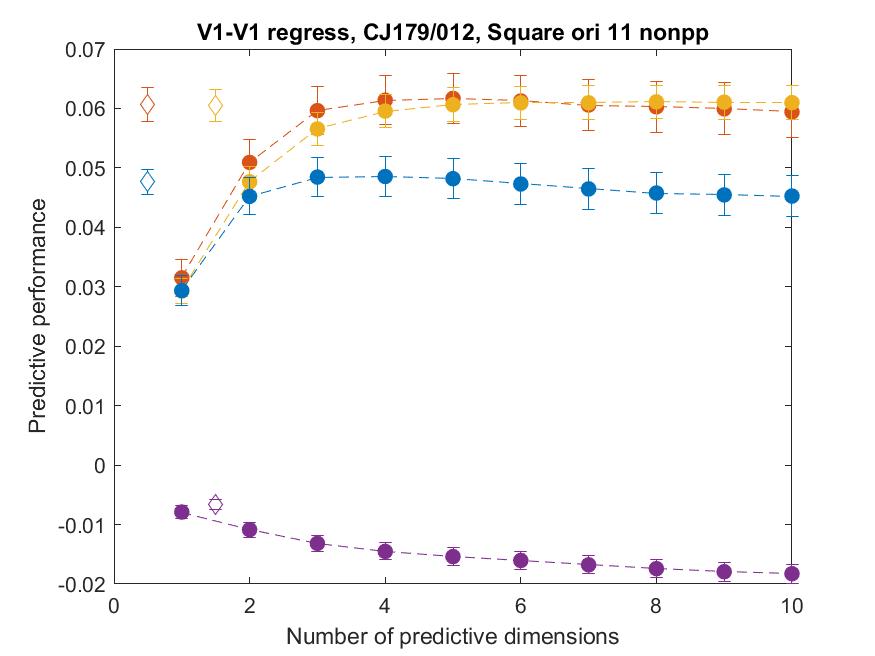 V1-V1 regress, CJ179/012, Square ori 11 nonpp
0.07
0.06
0.05
0.04
0.03
0.02
0.01
0
-0.01
-0.02
Predictive performance
0 2 4 6 8 10
Number of predictive dimensions